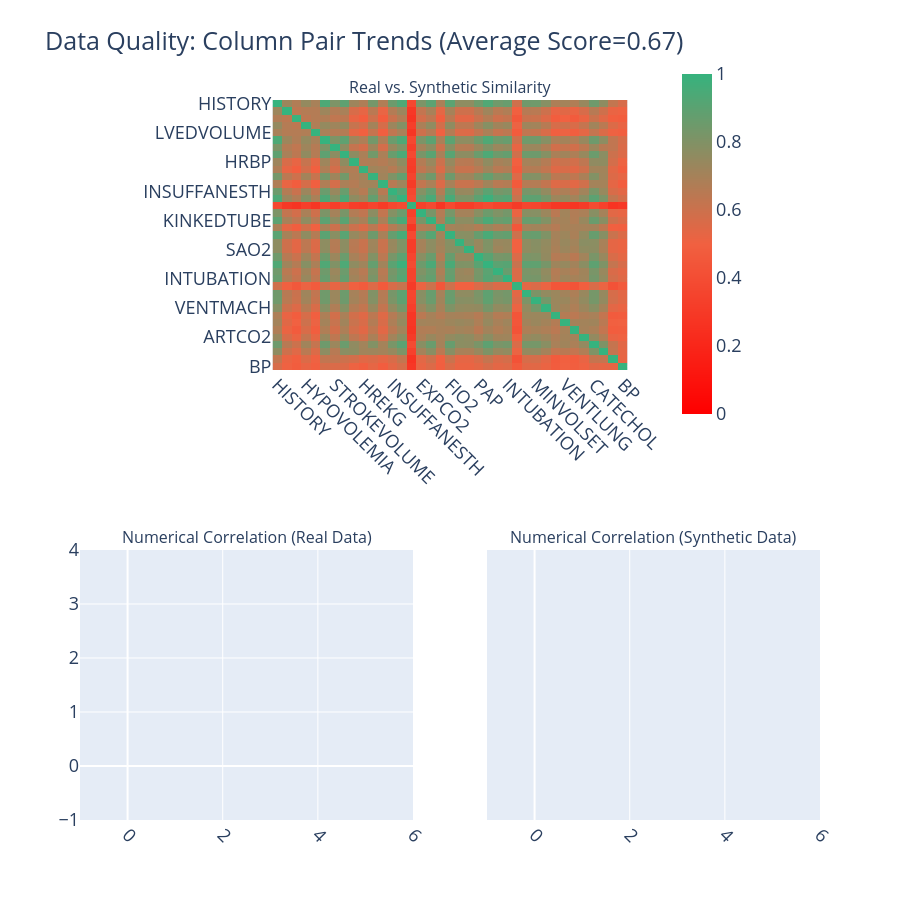 Data Quality: Column Pair Trends (Average Score=0.67)
Real vs. Synthetic Similarity
HISTORY
LVEDVOLUME
HRBP
INSUFFANESTH
KINKEDTUBE
SAO2
INTUBATION
VENTMACH
ARTCO2
BP
HISTORY
HYPOVOLEMIA
STROKEVOLUME
HREKG
INSUFFANESTH
EXPCO2
FIO2
PAP
INTUBATION
MINVOLSET
VENTLUNG
CATECHOL
BP
1
0.8
0.6
0.4
0.2
0
Numerical Correlation (Real Data)
4
3
2
1
0
−1
0 2 4 6
Numerical Correlation (Synthetic Data)
0 2 4 6